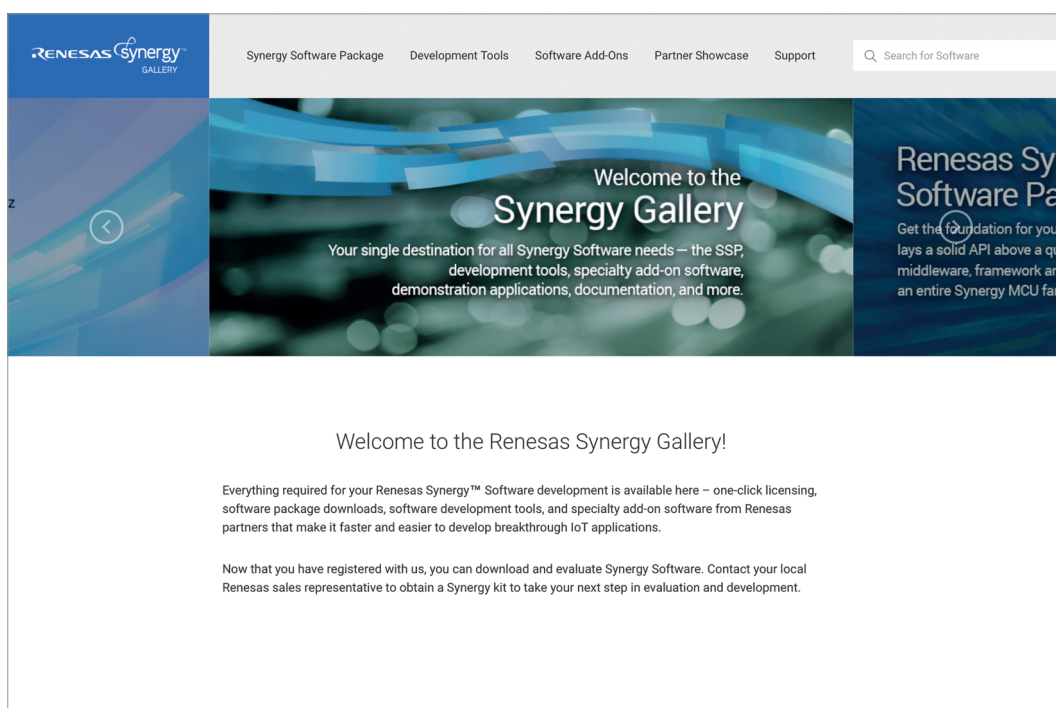 RENESAS synergy™
GALLERY
Synergy Software Package
Development Tools
Software Add-Ons
Partner Showcase
Support
Search for Software
z
Welcome to the
Synergy Gallery
Your single destination for all Synergy Software needs — the SSP,
development tools, specialty add-on software,
demonstration applications, documentation, and more.
Renesas Sy
Software Pa
Get the foundation for you
lays a solid API above a qu
middleware, framework an
an entire Synergy MCU fam
Welcome to the Renesas Synergy Gallery!
Everything required for your Renesas Synergy™ Software development is available here – one-click licensing,
software package downloads, software development tools, and specialty add-on software from Renesas
partners that make it faster and easier to develop breakthrough IoT applications.
Now that you have registered with us, you can download and evaluate Synergy Software. Contact your local
Renesas sales representative to obtain a Synergy kit to take your next step in evaluation and development.